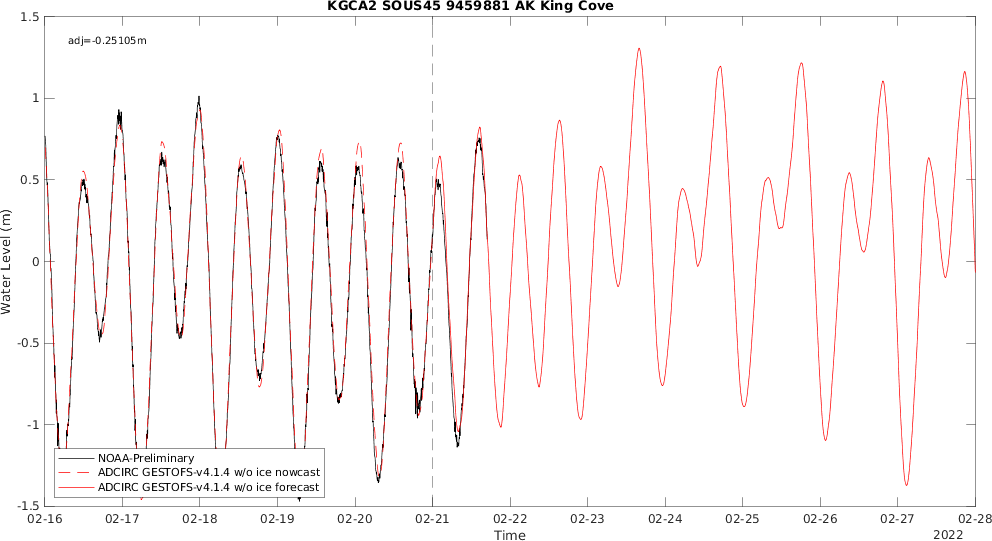 KGCA2 SOUS45 9459881 AK King Cove
adj=-0.25105m
1.5
1
0.5
0
-0.5
-1
-1.5
Water Level (m)
NOAA-Preliminary
ADCIRC GESTOFS-v4.1.4 w/o ice nowcast
ADCIRC GESTOFS-v4.1.4 w/o ice forecast
02-16 02-17 02-18 02-19 02-20 02-21 02-22 02-23 02-24 02-25 02-26 02-27 02-28
Time
2022